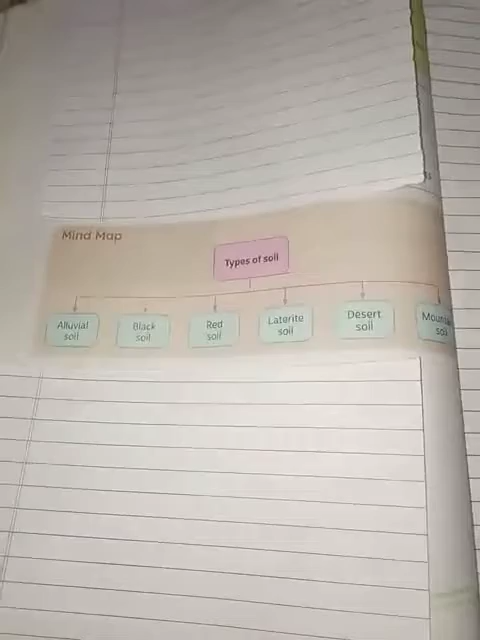 Mind Map
Types of soil
Alluvial
soil
Black
soil
Red
soil
Laterite
soil
Desert
soil
soil